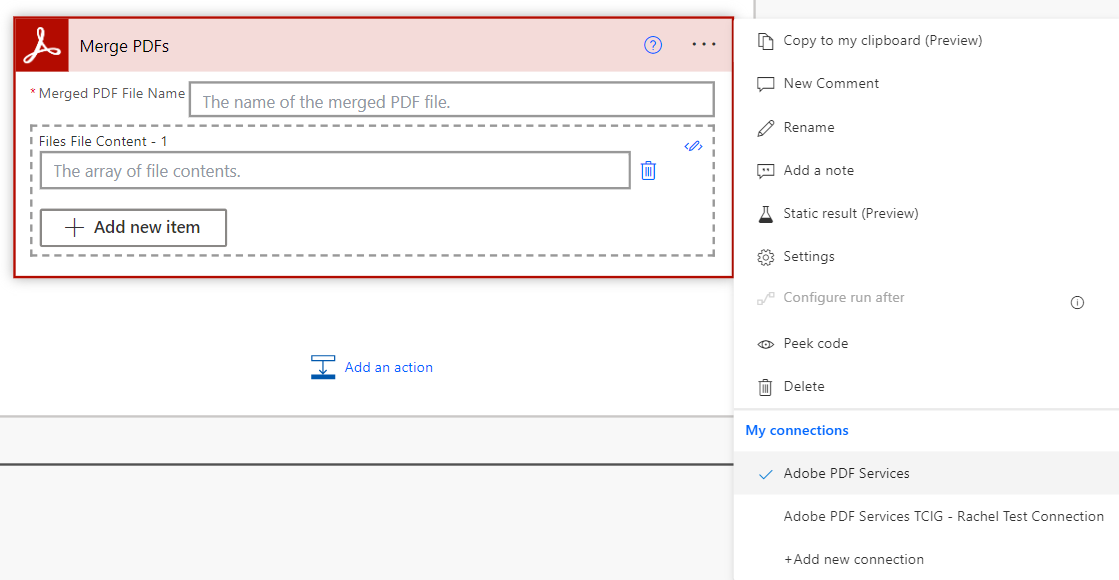 Merge PDFs
* Merged PDF File Name
The name of the merged PDF file.
Files File Content - 1
The array of file contents.
Add new item
Add an action
Copy to my clipboard (Preview)
New Comment
Rename
Add a note
Static result (Preview)
Settings
Configure run after
Peek code
Delete
My connections
Adobe PDF Services
Adobe PDF Services TCIG - Rachel Test Connection
+Add new connection